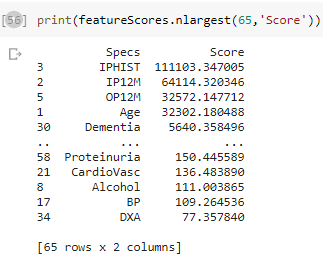 [56] print(featureScores.nlargest(65,'Score'))
Specs Score
3 IPHIST 111103.347005
2 IP12M 64114.320346
5 OP12M 32572.147712
1 Age 32302.180488
30 Dementia 5640.358496
.. ... ...
58 Proteinuria 150.445589
21 CardioVasc 136.483890
8 Alcohol 111.003865
17 BP 109.264536
34 DXA 77.357840
[65 rows x 2 columns]